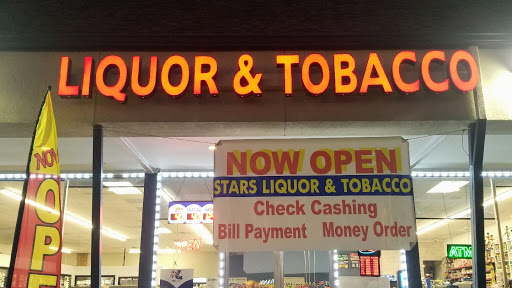 LIQUOR & TOBACCO
NOW OPEN
STARS LIQUOR & TOBACCO
Check Cashing
Bill Payment Money Order
NOW
OPE
ATM